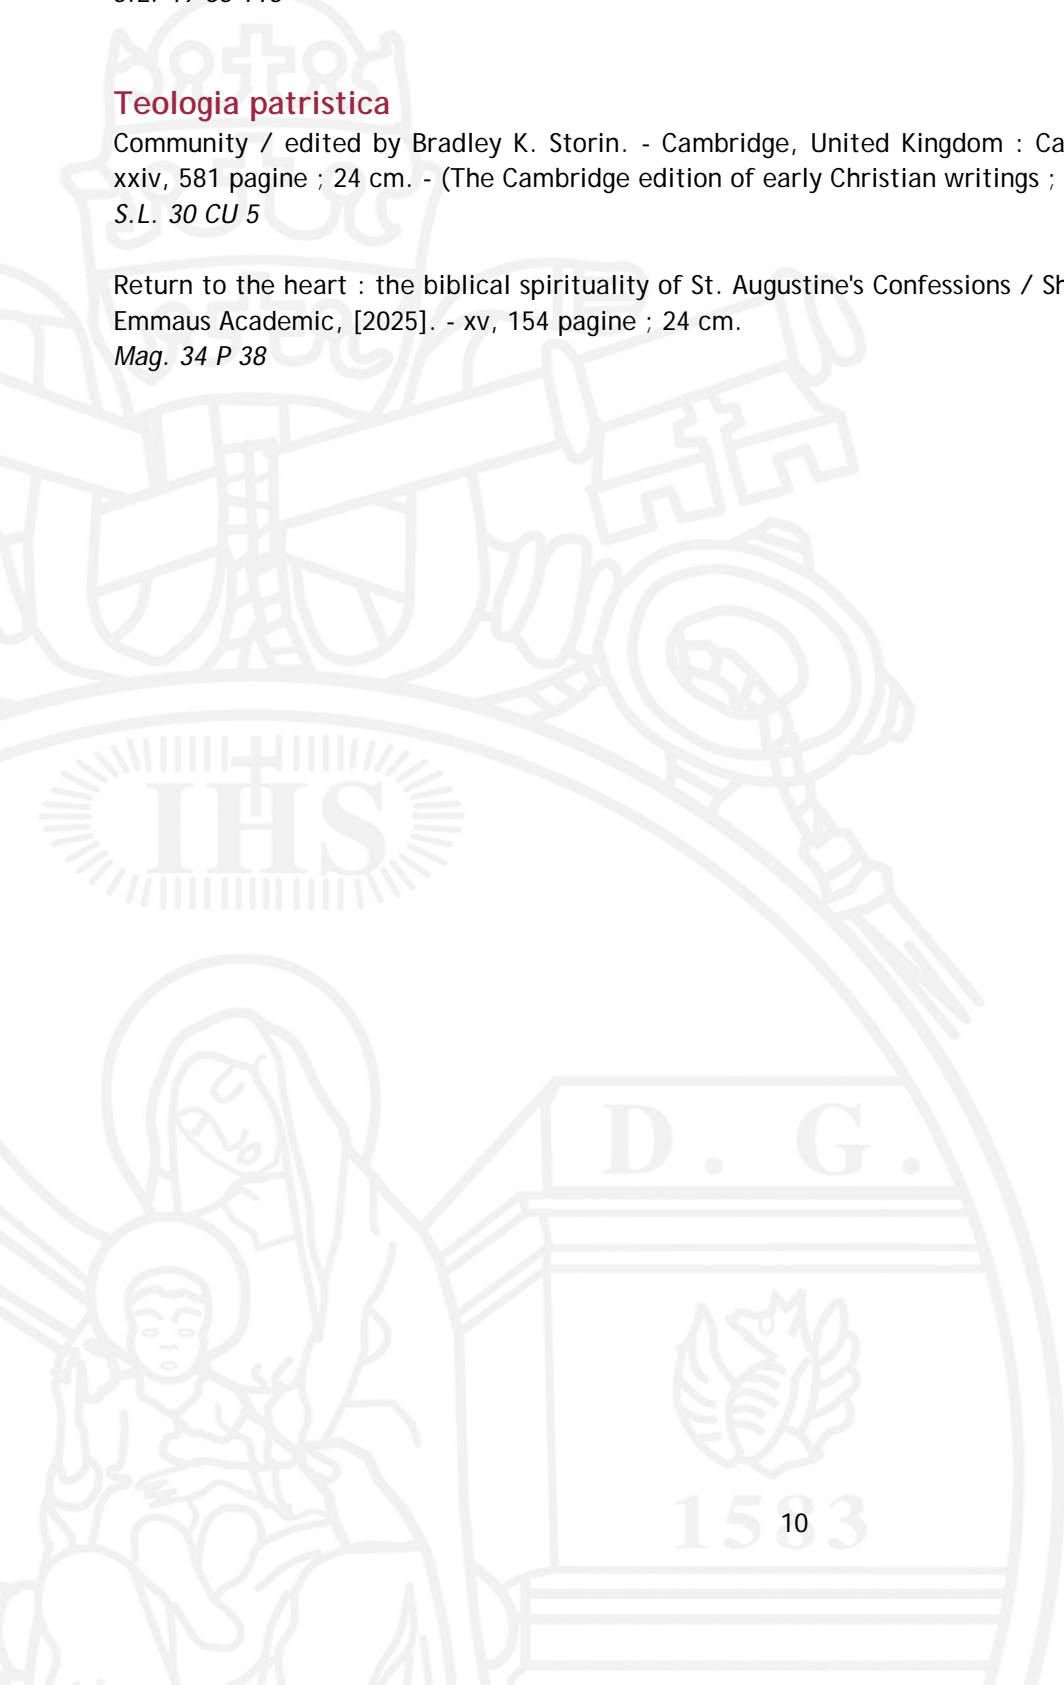 Teologia patristica
Community / edited by Bradley K. Storin. - Cambridge, United Kingdom : Ca
xxiv, 581 pagine ; 24 cm. - (The Cambridge edition of early Christian writings ;
S.L. 30 CU 5
Return to the heart : the biblical spirituality of St. Augustine's Confessions / Sh
Emmaus Academic, [2025]. - xv, 154 pagine ; 24 cm.
Mag. 34 P 38
IHS
D. G.
1583
10